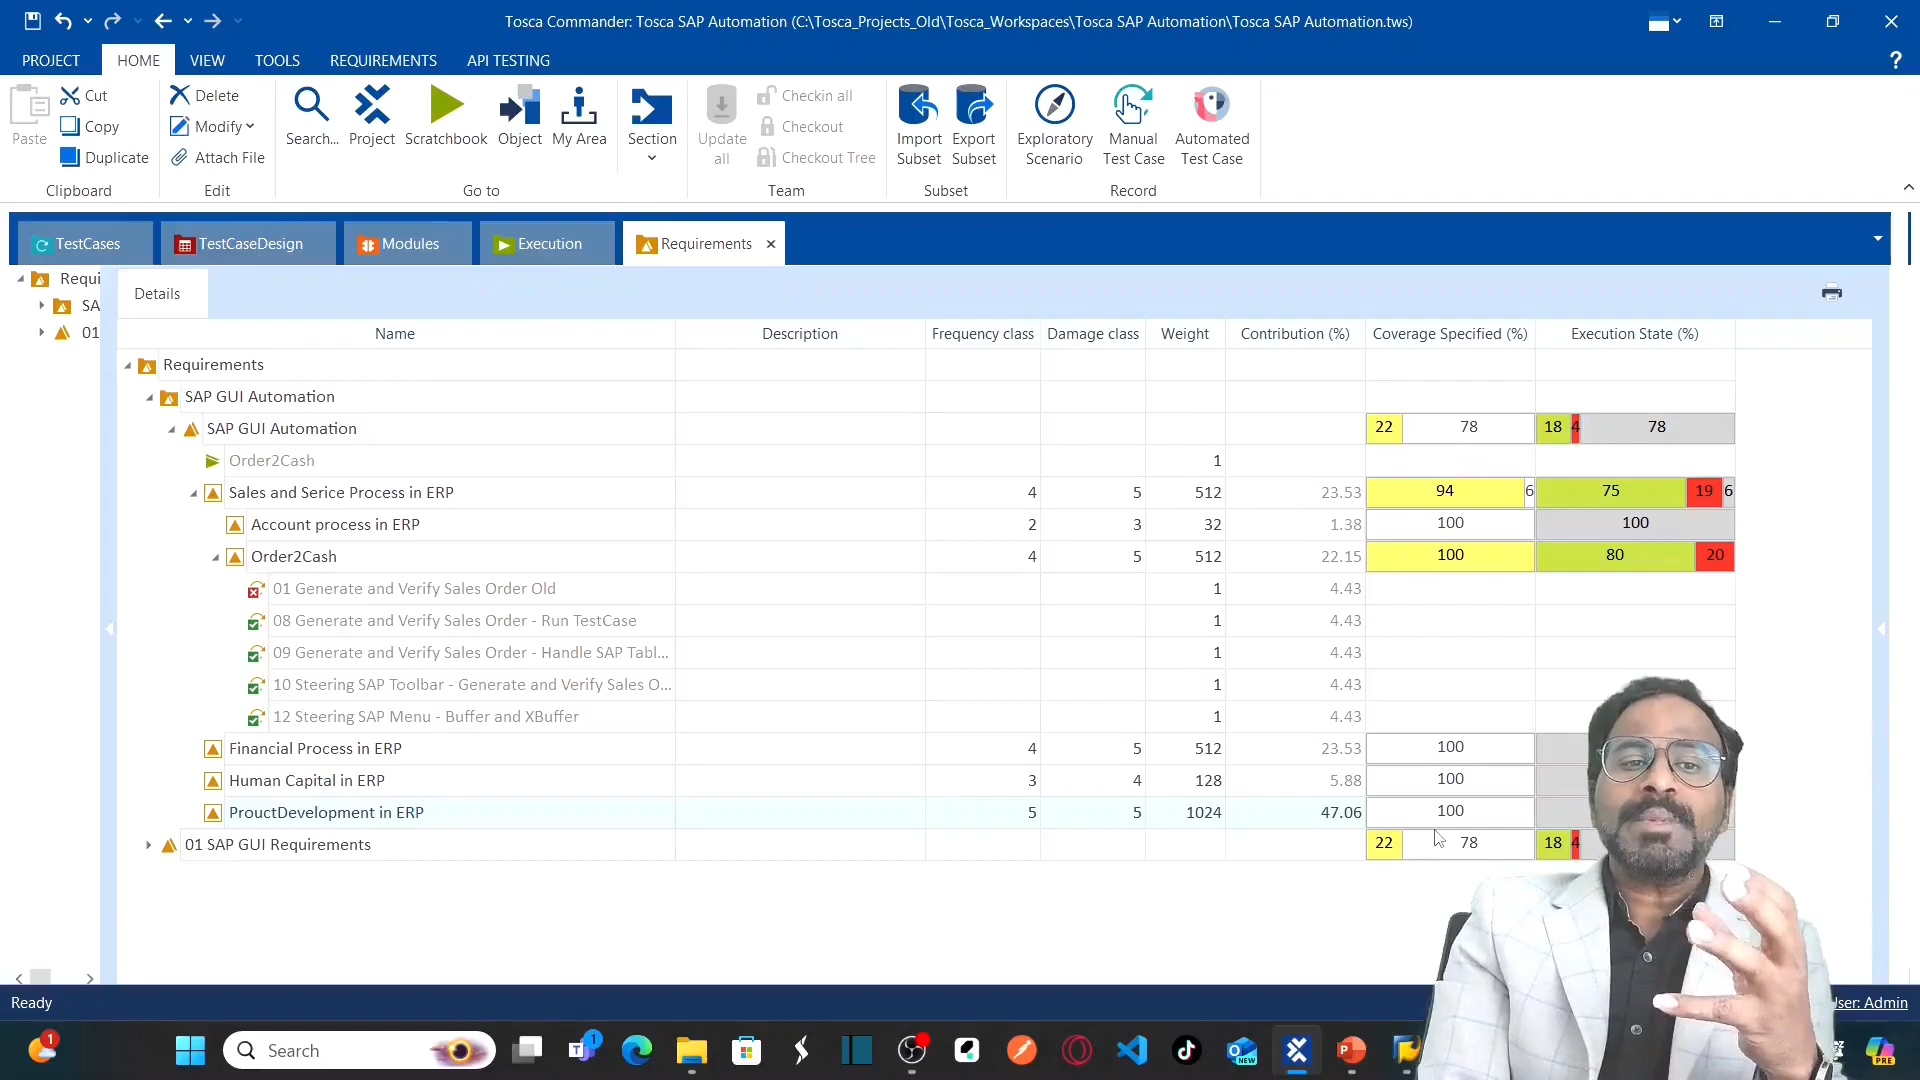 Tosca Commander: Tosca SAP Automation (C:\Tosca_Projects_Old\Tosca_Workspaces\Tosca SAP Automation\Tosca SAP Automation.tws)
PROJECT HOME VIEW TOOLS REQUIREMENTS API TESTING ?
Paste
Cut
Copy
Duplicate
Clipboard
Delete
Modify
Attach File
Edit
Search...
Project
Scratchbook
Object
My Area
Section
Go to
Update all
Checkin all
Checkout
Checkout Tree
Team
Import Subset
Export Subset
Subset
Exploratory Scenario
Manual Test Case
Automated Test Case
Record
TestCases TestCaseDesign Modules Execution Requirements ×
Requi
SA
01
Details
Name Description Frequency class Damage class Weight Contribution (%) Coverage Specified (%) Execution State (%)
Requirements
SAP GUI Automation
SAP GUI Automation 22 78 18 4 78
Order2Cash 1
Sales and Serice Process in ERP 4 5 512 23.53 94 6 75 19 6
Account process in ERP 2 3 32 1.38 100 100
Order2Cash 4 5 512 22.15 100 80 20
01 Generate and Verify Sales Order Old 1 4.43
08 Generate and Verify Sales Order - Run TestCase 1 4.43
09 Generate and Verify Sales Order - Handle SAP Tabl... 1 4.43
10 Steering SAP Toolbar - Generate and Verify Sales O... 1 4.43
12 Steering SAP Menu - Buffer and XBuffer 1 4.43
Financial Process in ERP 4 5 512 23.53 100
Human Capital in ERP 3 4 128 5.88 100
ProuctDevelopment in ERP 5 5 1024 47.06 100
01 SAP GUI Requirements 22 78 18 4
Ready
User: Admin
1
Search
1
NEW
PRE